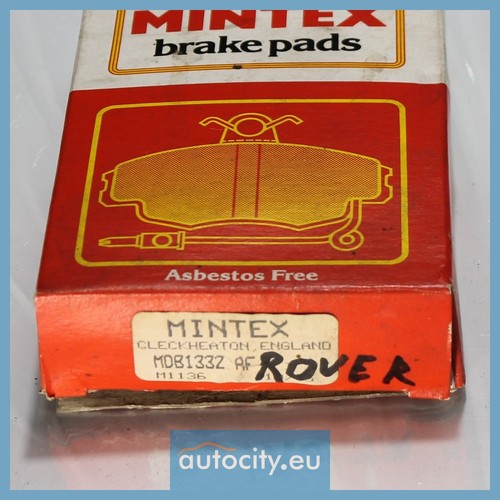 MINTEX
brake pads
Asbestos Free
MINTEX
CLECKHEATON, ENGLAND
MDB1332 AF
ROVER
M1136
autocity.eu